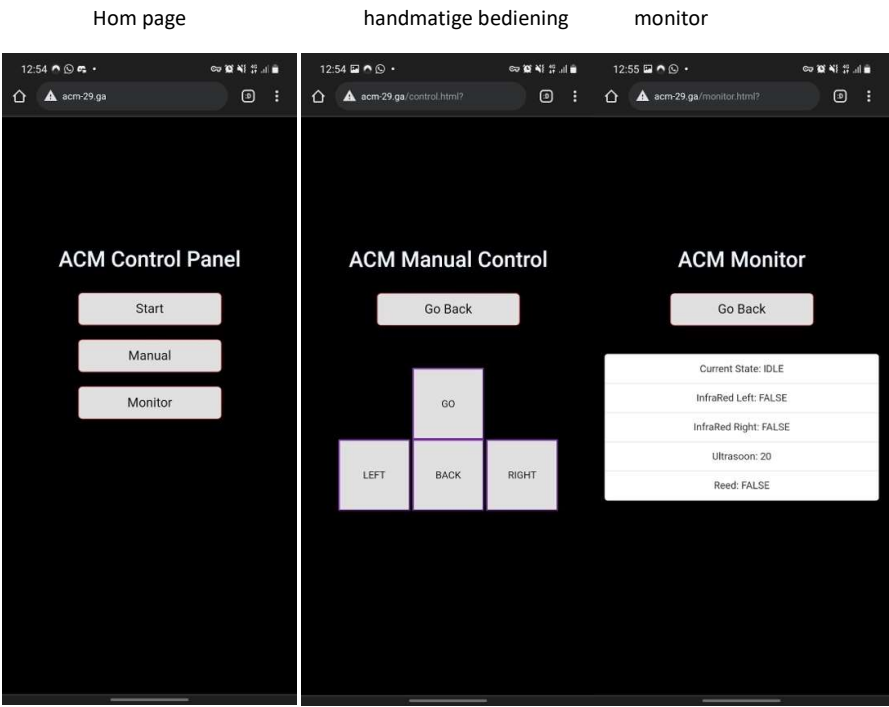 Hom page
handmatige bediening
monitor
12:54
acm-29.ga
:D
ACM Control Panel
Start
Manual
Monitor
12:54
acm-29.ga/control.html?
:D
ACM Manual Control
Go Back
GO
LEFT
BACK
RIGHT
12:55
acm-29.ga/monitor.html?
:D
ACM Monitor
Go Back
Current State: IDLE
InfraRed Left: FALSE
InfraRed Right: FALSE
Ultrasoon: 20
Reed: FALSE